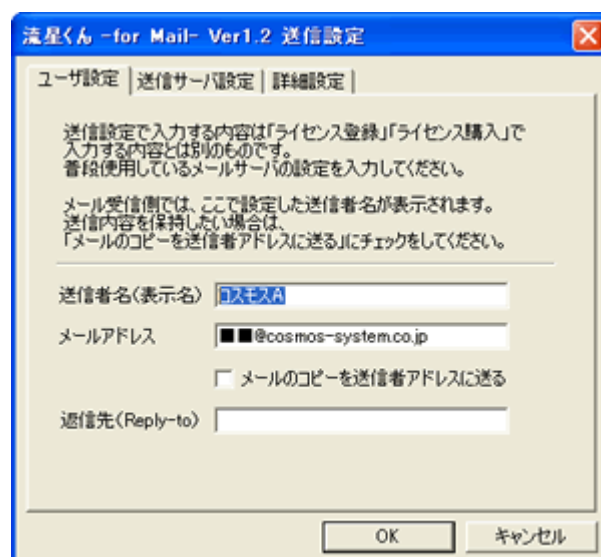 流星くん -for Mail- Ver1.2 送信設定
ユーザ設定 送信サーバ設定 詳細設定
送信設定で入力する内容は「ライセンス登録」「ライセンス購入」で
入力する内容とは別のものです。
普段使用しているメールサーバの設定を入力してください。
メール受信側では、ここで設定した送信者名が表示されます。
送信内容を保持したい場合は、
「メールのコピーを送信者アドレスに送る」にチェックをしてください。
送信者名(表示名) コスモスA
メールアドレス ■■@cosmos-system.co.jp
メールのコピーを送信者アドレスに送る
返信先(Reply-to)
OK キャンセル